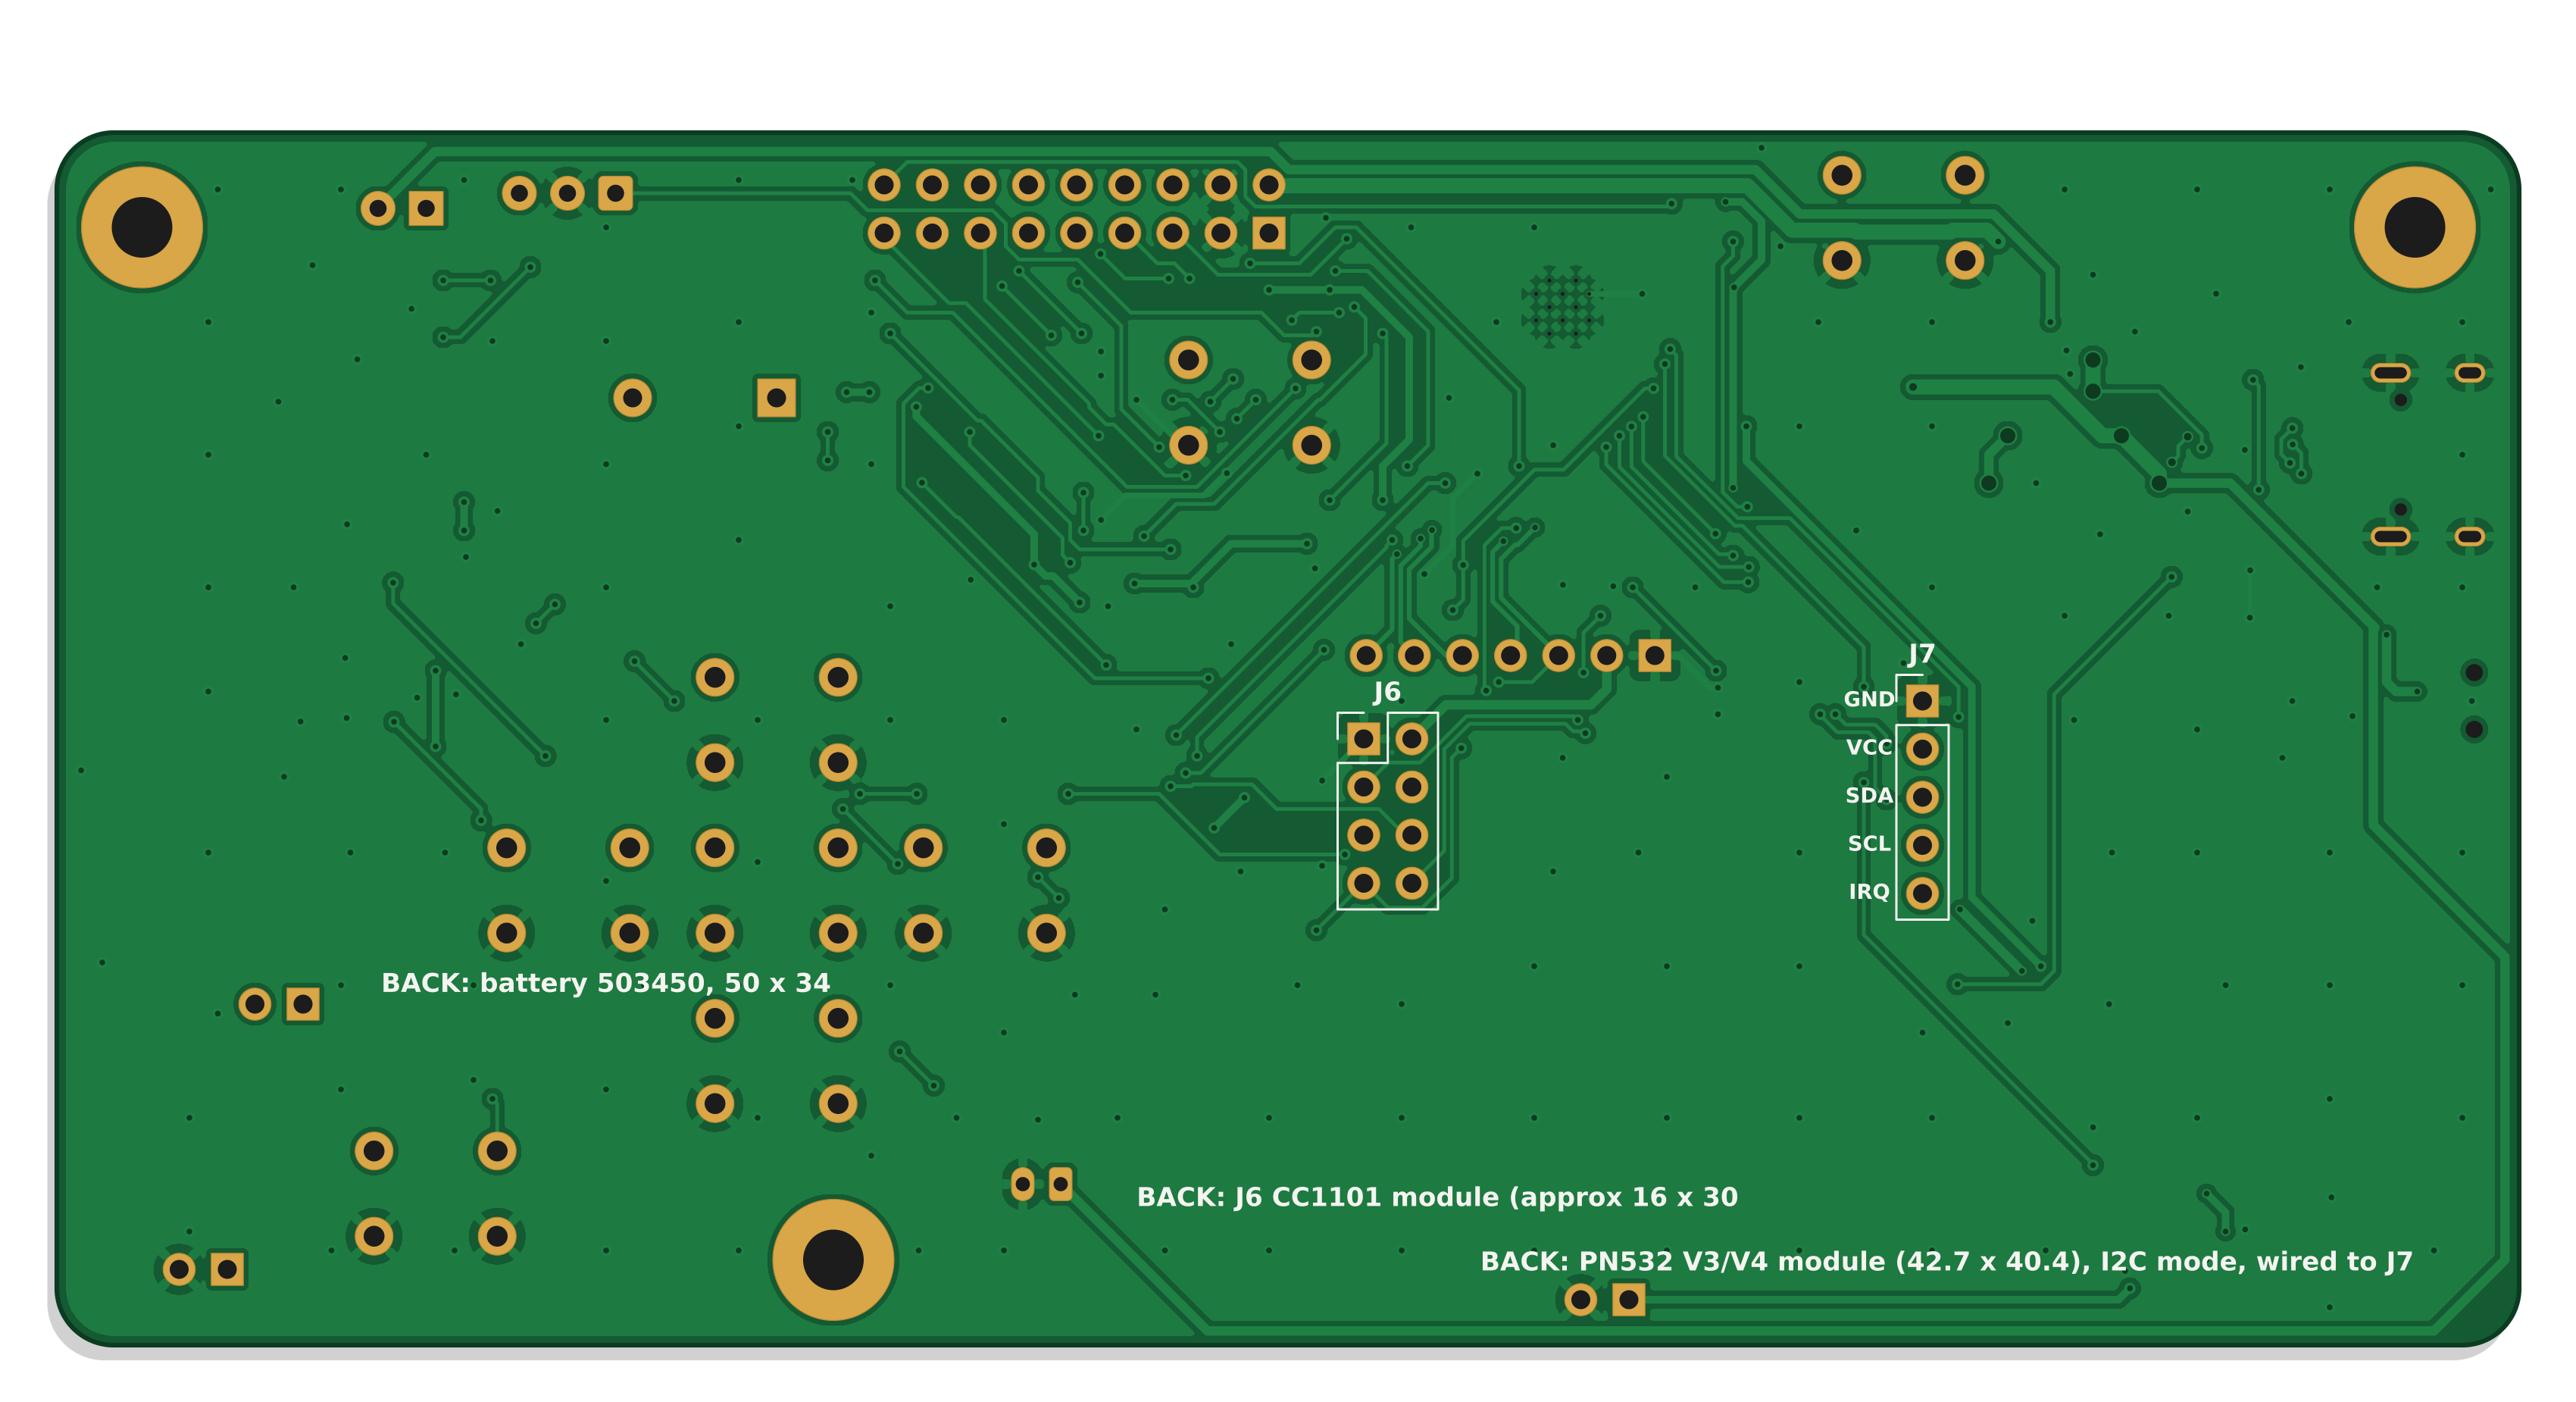 J7
GND
J6
VCC
SDA
SCL
IRQ
BACK: battery 503450, 50 x 34
BACK: J6 CC1101 module (approx 16 x 30
BACK: PN532 V3/V4 module (42.7 x 40.4), I2C mode, wired to J7